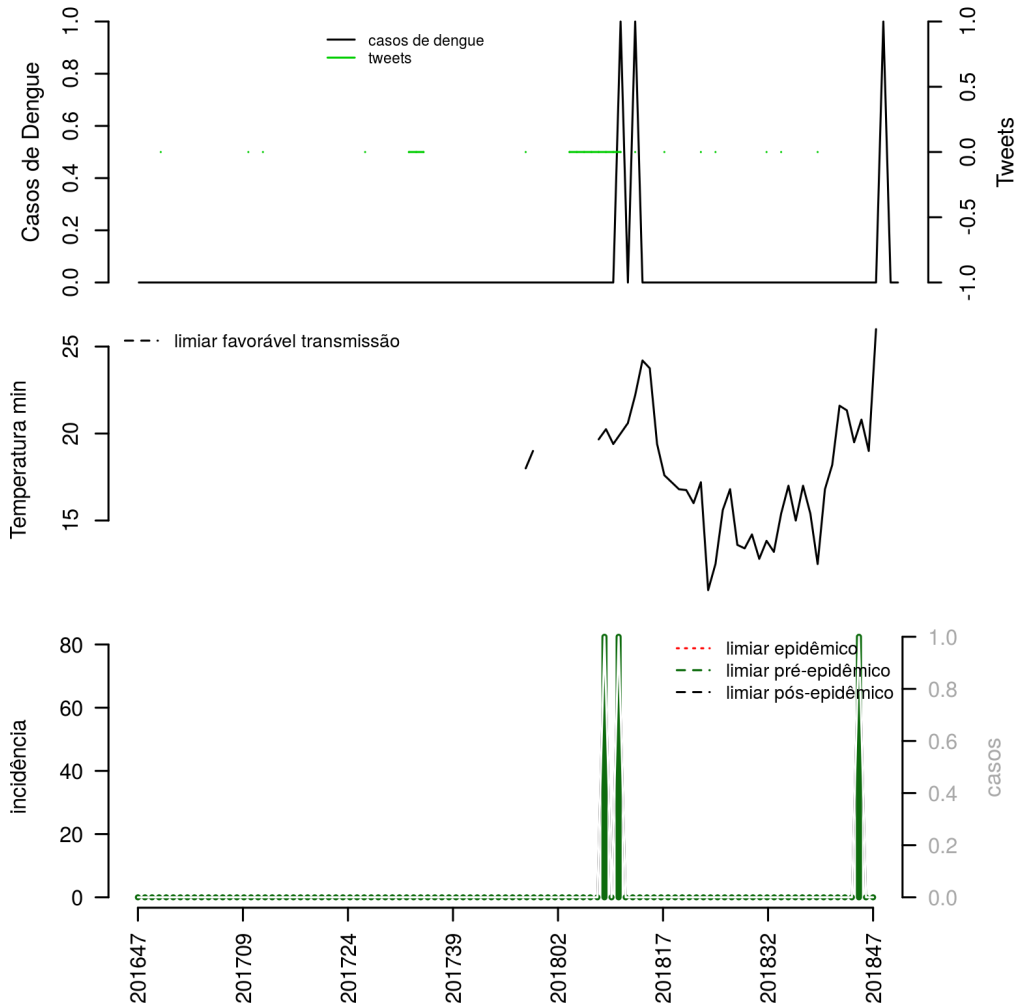 casos de dengue
tweets
Casos de Dengue
0.0 0.2 0.4 0.6 0.8 1.0
Tweets
-1.0 -0.5 0.0 0.5 1.0
limiar favorável transmissão
Temperatura min
15 20 25
limiar epidêmico
limiar pré-epidêmico
limiar pós-epidêmico
incidência
80
60
40
20
0
casos
1.0
0.8
0.6
0.4
0.2
0.0
201647 201709 201724 201739 201802 201817 201832 201847